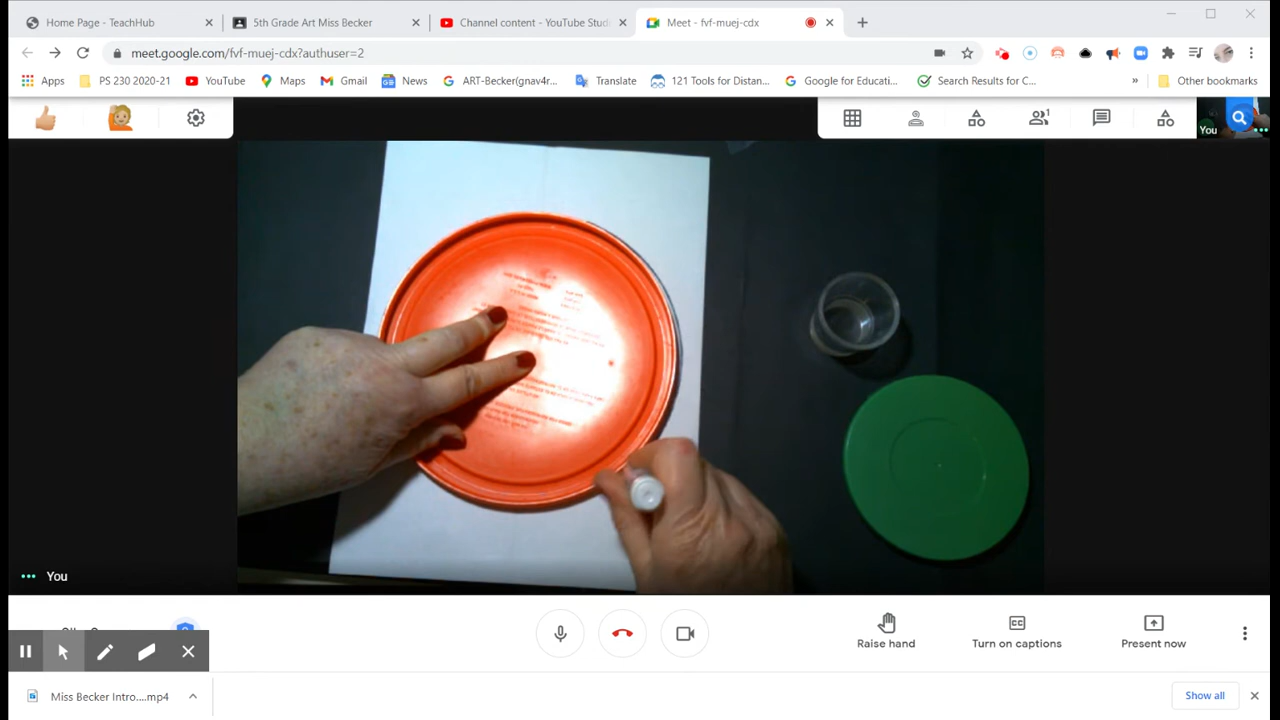 Home Page - TeachHub
5th Grade Art Miss Becker
Channel content - YouTube Stud
Meet - fvf-muej-cdx
meet.google.com/fvf-muej-cdx?authuser=2
Apps
PS 230 2020-21
YouTube
Maps
Gmail
News
ART-Becker(gnav4r...
Translate
121 Tools for Distan...
Google for Educati...
Search Results for C...
»
Other bookmarks
1
You
You
Raise hand
Turn on captions
Present now
Miss Becker Intro....mp4
Show all